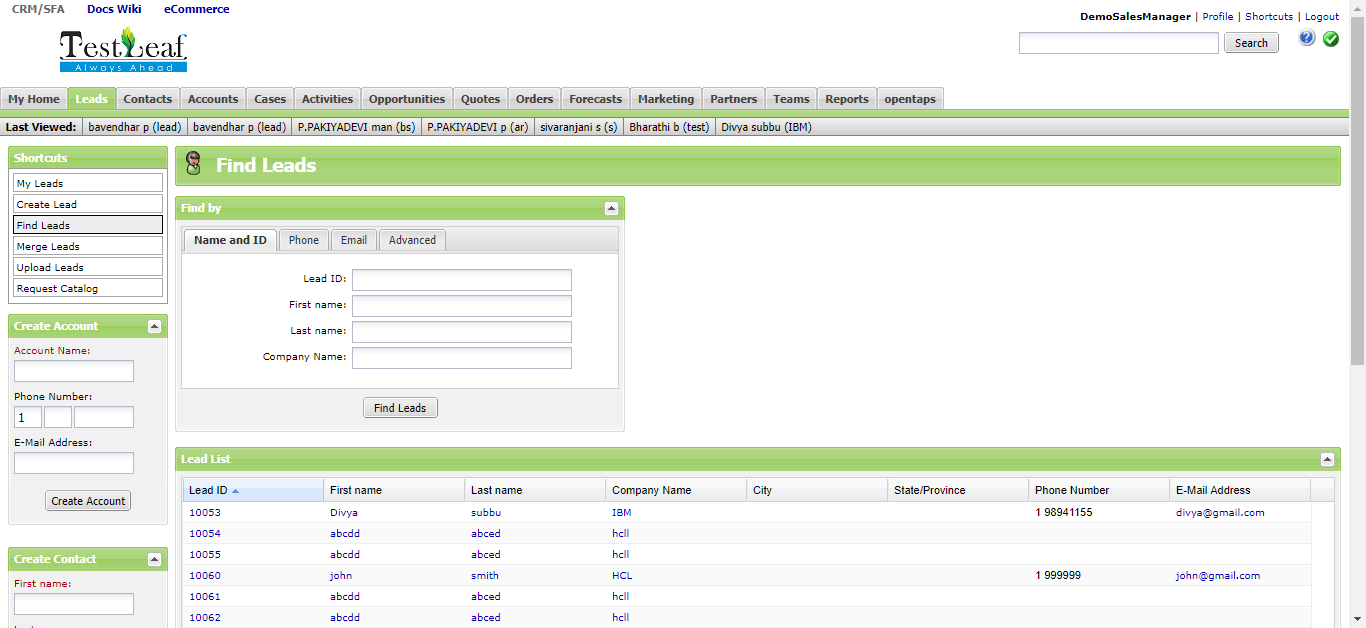 CRM/SFA Docs Wiki eCommerce
DemoSalesManager | Profile | Shortcuts | Logout
TestLeaf
Always Ahead
Search
My Home Leads Contacts Accounts Cases Activities Opportunities Quotes Orders Forecasts Marketing Partners Teams Reports opentaps
Last Viewed: bavendhar p (lead) bavendhar p (lead) P.PAKIYADEVI man (bs) P.PAKIYADEVI p (ar) sivaranjani s (s) Bharathi b (test) Divya subbu (IBM)
Shortcuts
My Leads
Create Lead
Find Leads
Merge Leads
Upload Leads
Request Catalog
Create Account
Account Name:
Phone Number:
1
E-Mail Address:
Create Account
Create Contact
First name:
Find Leads
Find by
Name and ID Phone Email Advanced
Lead ID:
First name:
Last name:
Company Name:
Find Leads
Lead List
Lead ID First name Last name Company Name City State/Province Phone Number E-Mail Address
10053 Divya subbu IBM 1 98941155 divya@gmail.com
10054 abcdd abced hcll
10055 abcdd abced hcll
10060 john smith HCL 1 999999 john@gmail.com
10061 abcdd abced hcll
10062 abcdd abced hcll